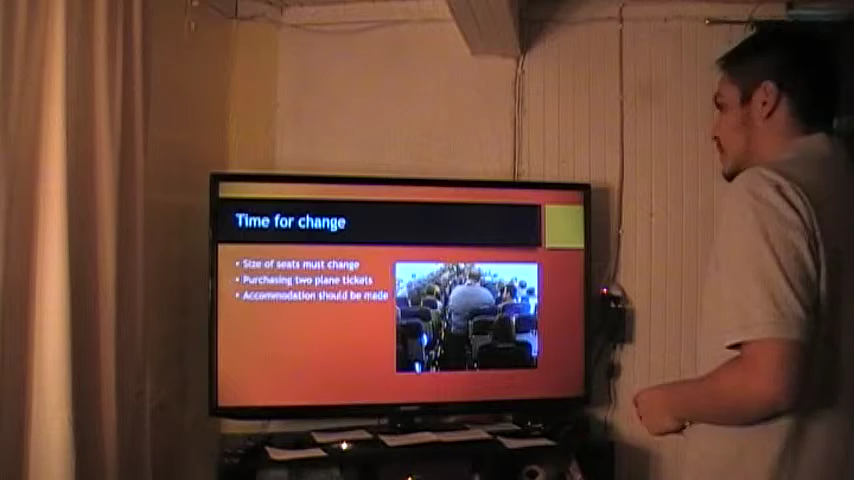 Time for change
• Size of seats must change
• Purchasing two plane tickets
• Accommodation should be made